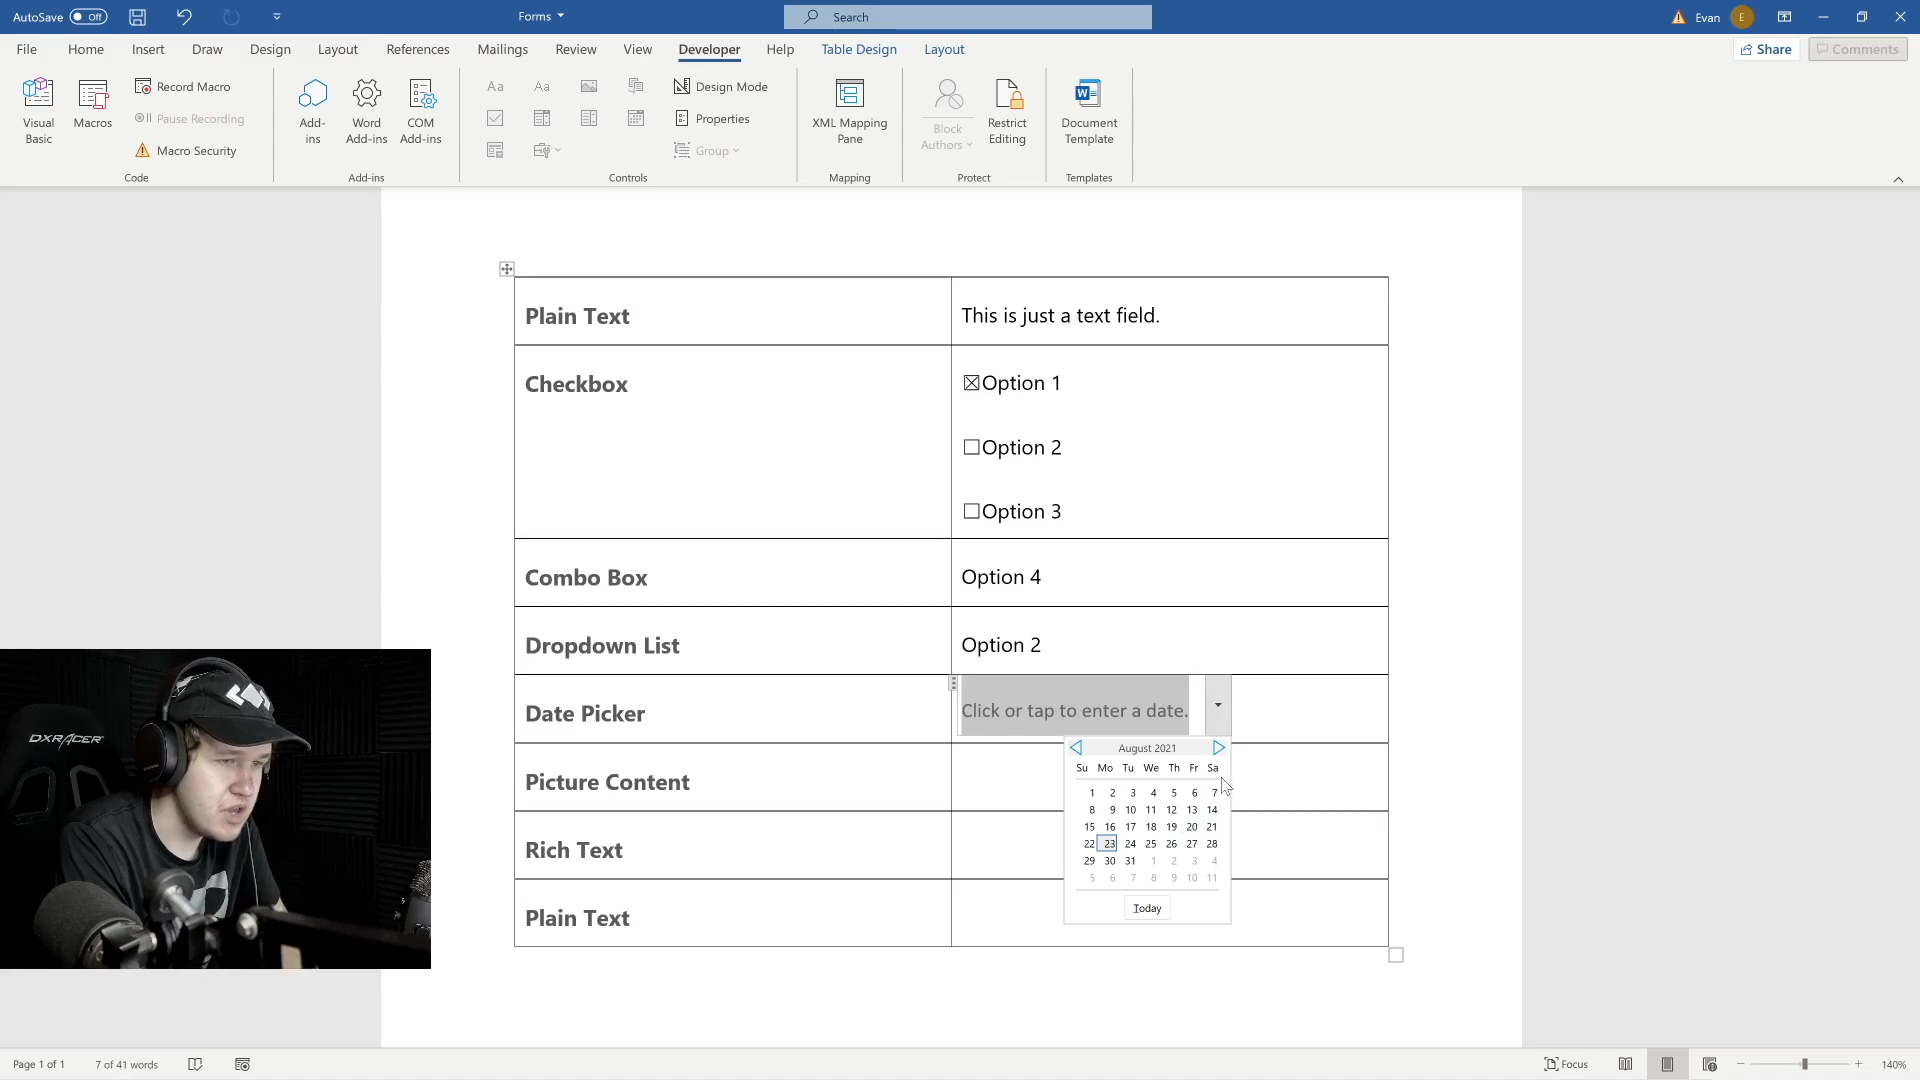 AutoSave Off
Forms
Search
Evan E
File Home Insert Draw Design Layout References Mailings Review View Developer Help Table Design Layout
Share
Comments
Visual Basic
Macros
Record Macro
Pause Recording
Macro Security
Code
Add-ins
Word Add-ins
COM Add-ins
Add-ins
Aa Aa
Design Mode
Properties
Group
Controls
XML Mapping Pane
Mapping
Block Authors
Restrict Editing
Protect
W
Document Template
Templates
Plain Text
This is just a text field.
Checkbox
Option 1
Option 2
Option 3
Combo Box
Option 4
Dropdown List
Option 2
Date Picker
Click or tap to enter a date.
August 2021
Su Mo Tu We Th Fr Sa
1 2 3 4 5 6 7
8 9 10 11 12 13 14
15 16 17 18 19 20 21
22 23 24 25 26 27 28
29 30 31 1 2 3 4
5 6 7 8 9 10 11
Today
Picture Content
Rich Text
Plain Text
DXRACER
Page 1 of 1
7 of 41 words
Focus
140%